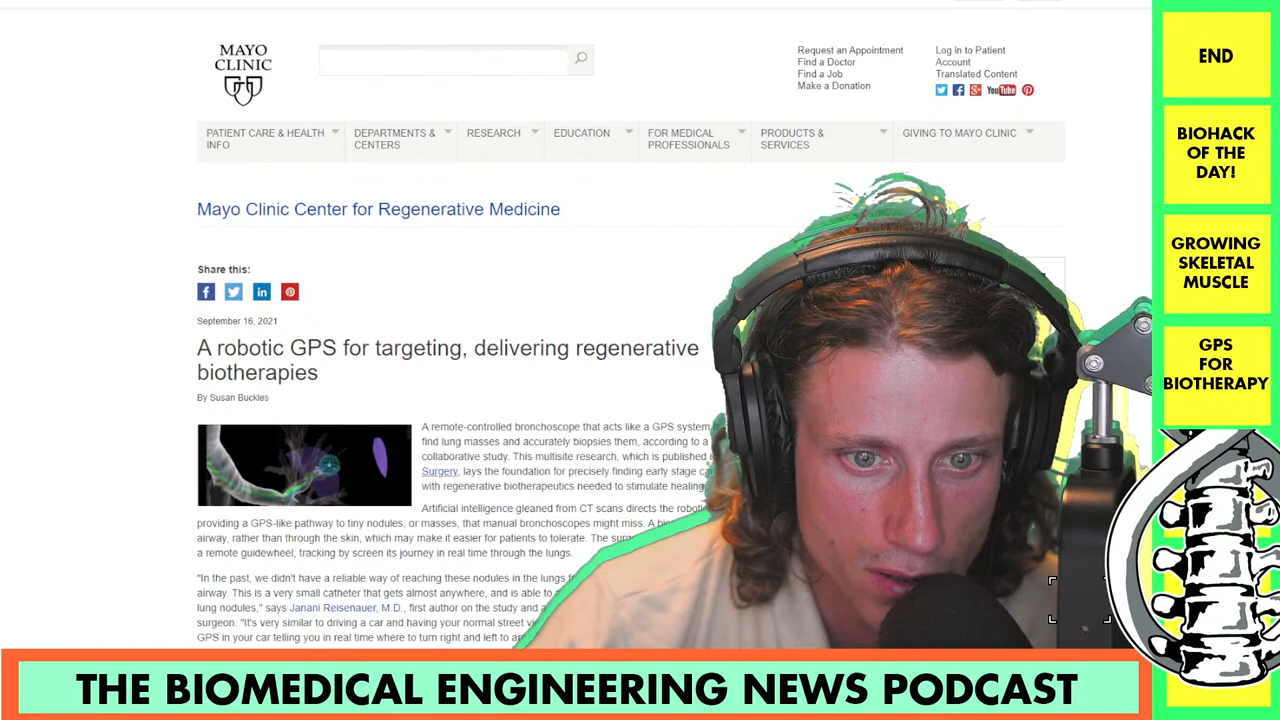 MAYO
CLINIC
Request an Appointment
Find a Doctor
Find a Job
Make a Donation
Log in to Patient
Account
Translated Content
YouTube
PATIENT CARE & HEALTH
INFO
DEPARTMENTS &
CENTERS
RESEARCH
EDUCATION
FOR MEDICAL
PROFESSIONALS
PRODUCTS &
SERVICES
GIVING TO MAYO CLINIC
Mayo Clinic Center for Regenerative Medicine
Share this:
September 16, 2021
A robotic GPS for targeting, delivering regenerative
biotherapies
By Susan Buckles
A remote-controlled bronchoscope that acts like a GPS system
find lung masses and accurately biopsies them, according to a
collaborative study. This multisite research, which is published
Surgery, lays the foundation for precisely finding early stage
with regenerative biotherapeutics needed to stimulate healing
Artificial intelligence gleaned from CT scans directs the
providing a GPS-like pathway to tiny nodules, or masses, that manual bronchoscopes might miss. A
airway, rather than through the skin, which may make it easier for patients to tolerate. The
a remote guidewheel, tracking by screen its journey in real time through the lungs.
"In the past, we didn't have a reliable way of reaching these nodules in the lungs
airway. This is a very small catheter that gets almost anywhere, and is able to
lung nodules," says Janani Reisenauer, M.D., first author on the study and
surgeon. "It's very similar to driving a car and having your normal street
GPS in your car telling you in real time where to turn right and left to
END
BIOHACK
OF THE
DAY!
GROWING
SKELETAL
MUSCLE
GPS
FOR
BIOTHERAPY
THE BIOMEDICAL ENGINEERING NEWS PODCAST